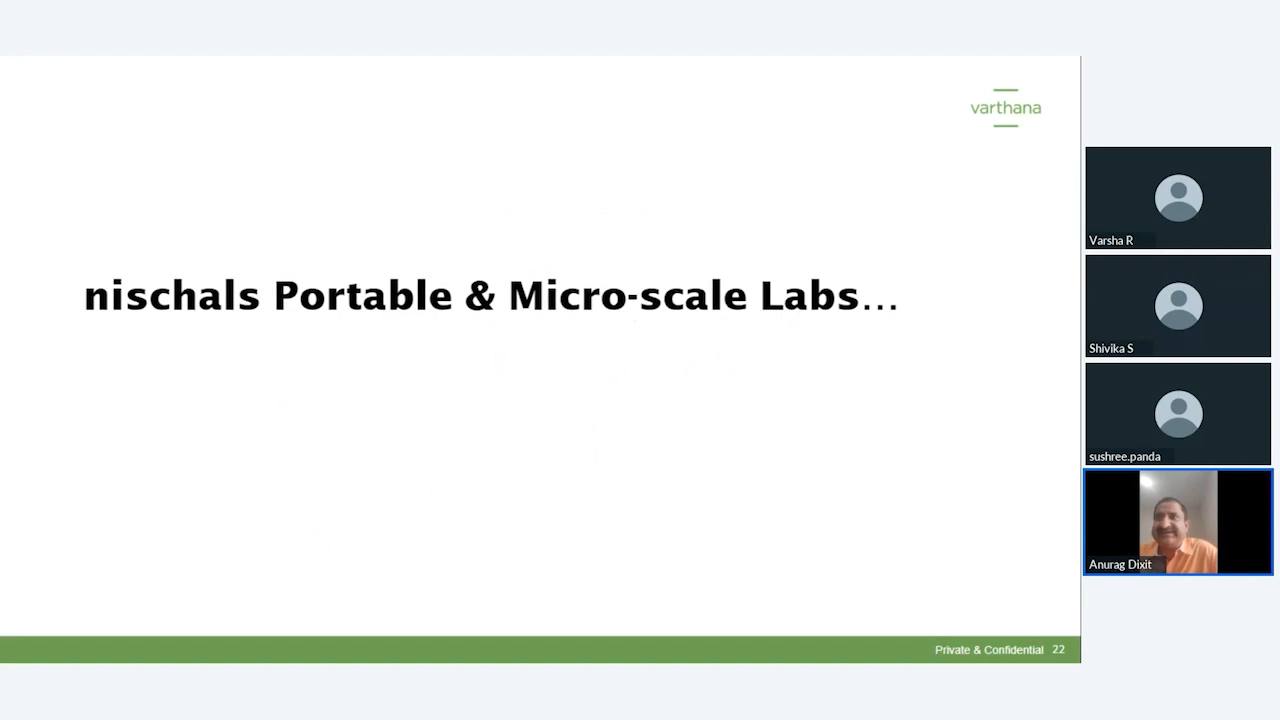 varthana
nischals Portable & Micro-scale Labs...
Private & Confidential 22
Varsha R
Shivika S
sushree.panda
Anurag Dixit